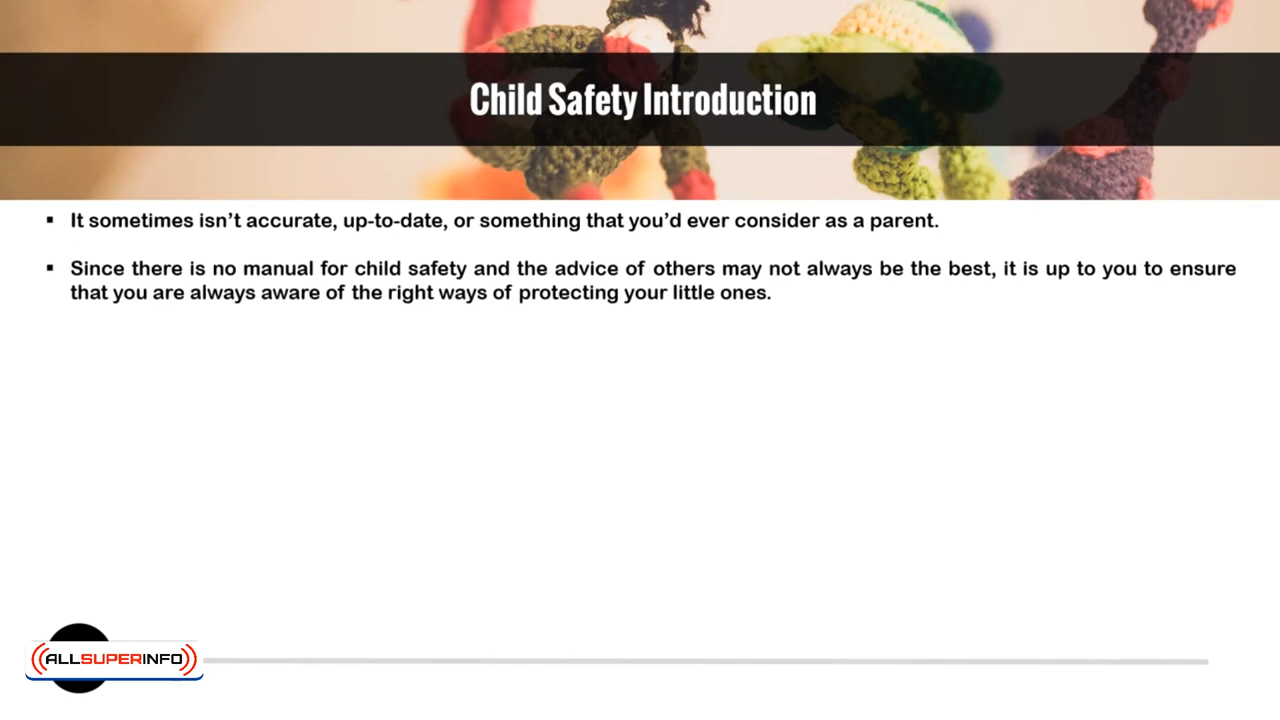 Child Safety Introduction
▪ It sometimes isn't accurate, up-to-date, or something that you'd ever consider as a parent.
▪ Since there is no manual for child safety and the advice of others may not always be the best, it is up to you to ensure
that you are always aware of the right ways of protecting your little ones.
ALLSUPERINFO